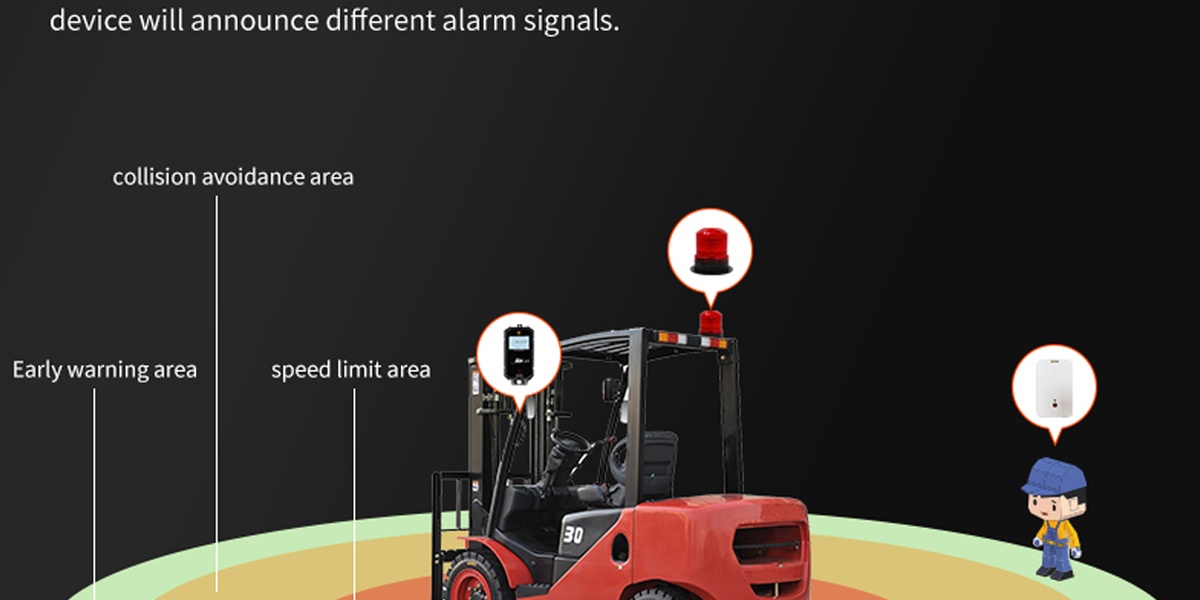 device will announce different alarm signals.
collision avoidance area
Early warning area
speed limit area
30